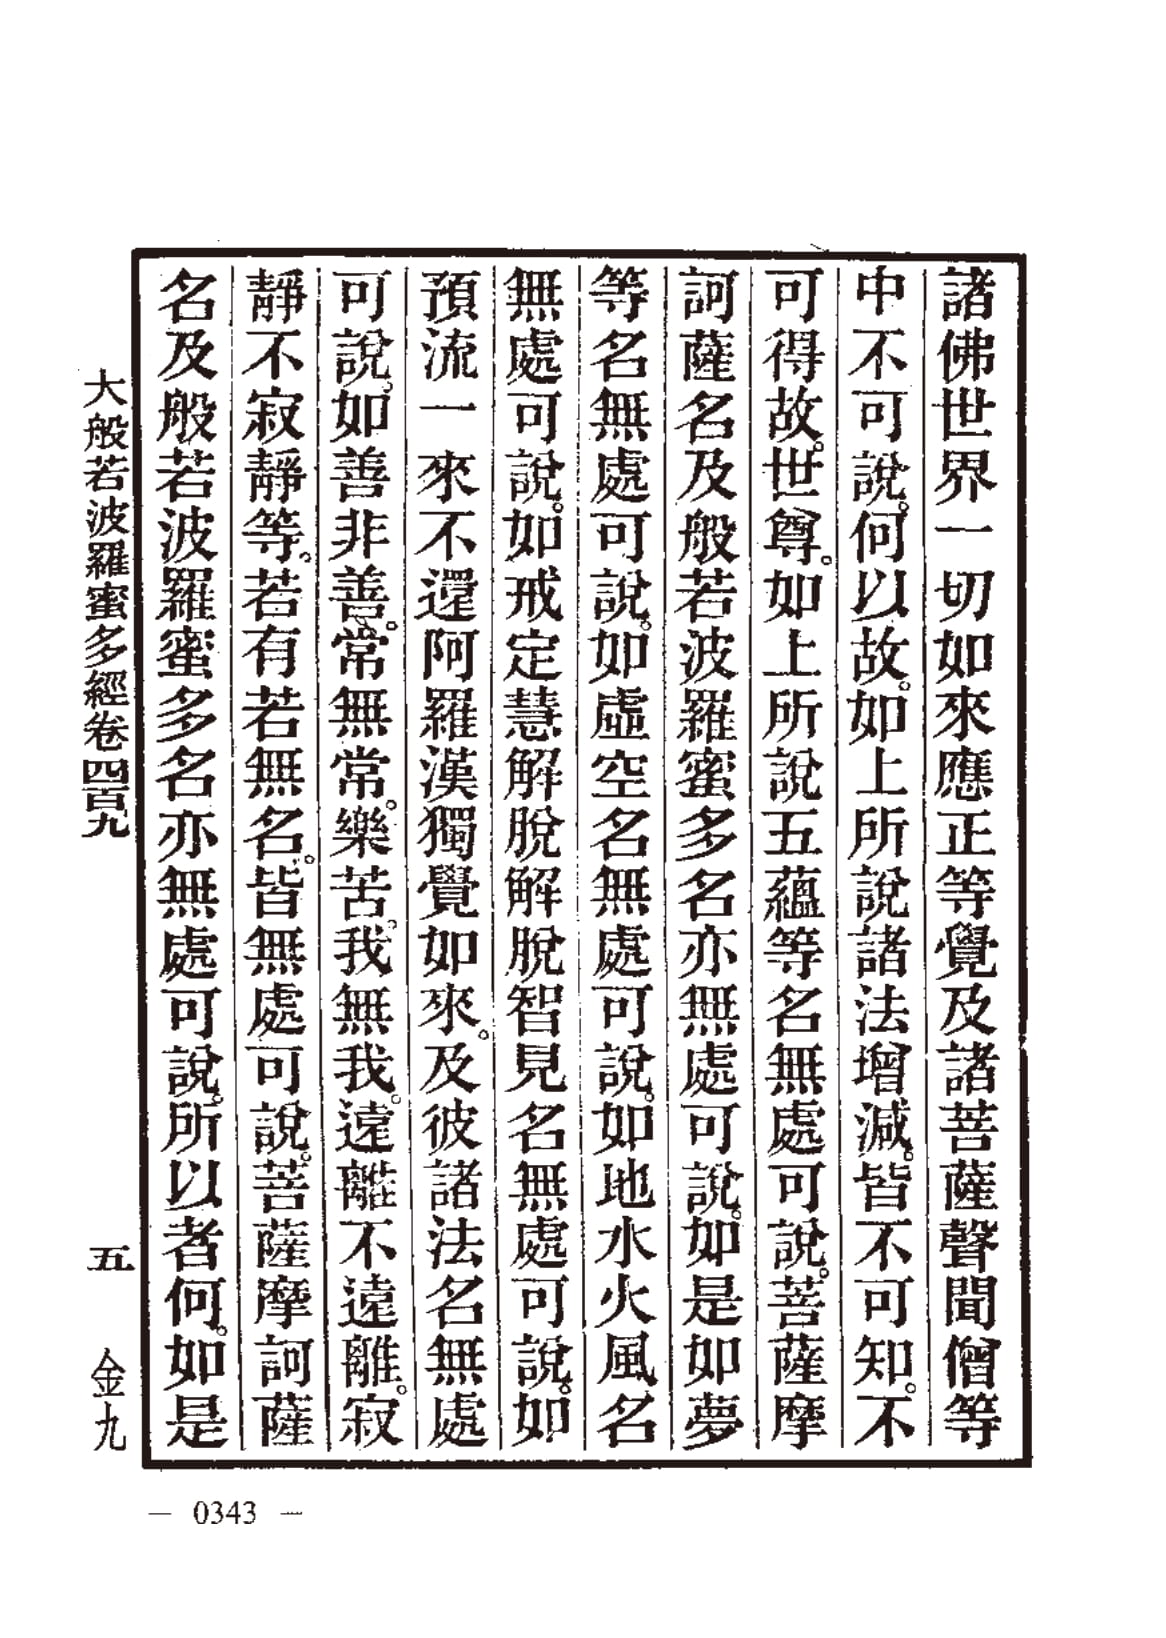 諸佛世界一切如來應正等覺及諸菩薩聲聞僧等
中不可說。何以故。如上所說諸法增減。皆不可知。不
可得故。世尊。如上所說五蘊等名無處可說。菩薩摩
訶薩名及般若波羅蜜多名亦無處可說。如是如夢
等名無處可說。如虛空名無處可說。如地水火風名
無處可說。如戒定慧解脫解脫智見名無處可說。如
預流一來不還阿羅漢獨覺如來。及彼諸法名無處
可說。如善非善。常無常。樂苦。我無我。遠離不遠離。寂
靜不寂靜等。若有若無名。皆無處可說。菩薩摩訶薩
名及般若波羅蜜多名亦無處可說。所以者何。如是
大般若波羅蜜多經卷四百九 五 金九
— 0343 —